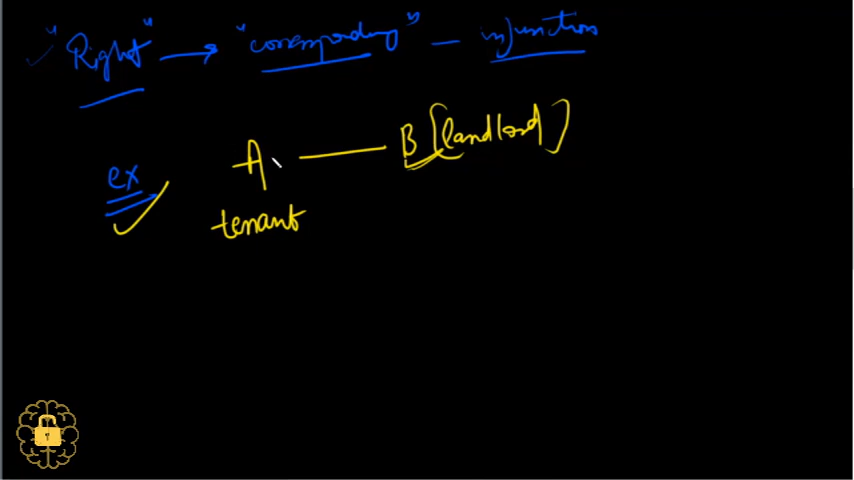 "Right" → "corresponding" — injunction
ex A — B [landlord]
tenant